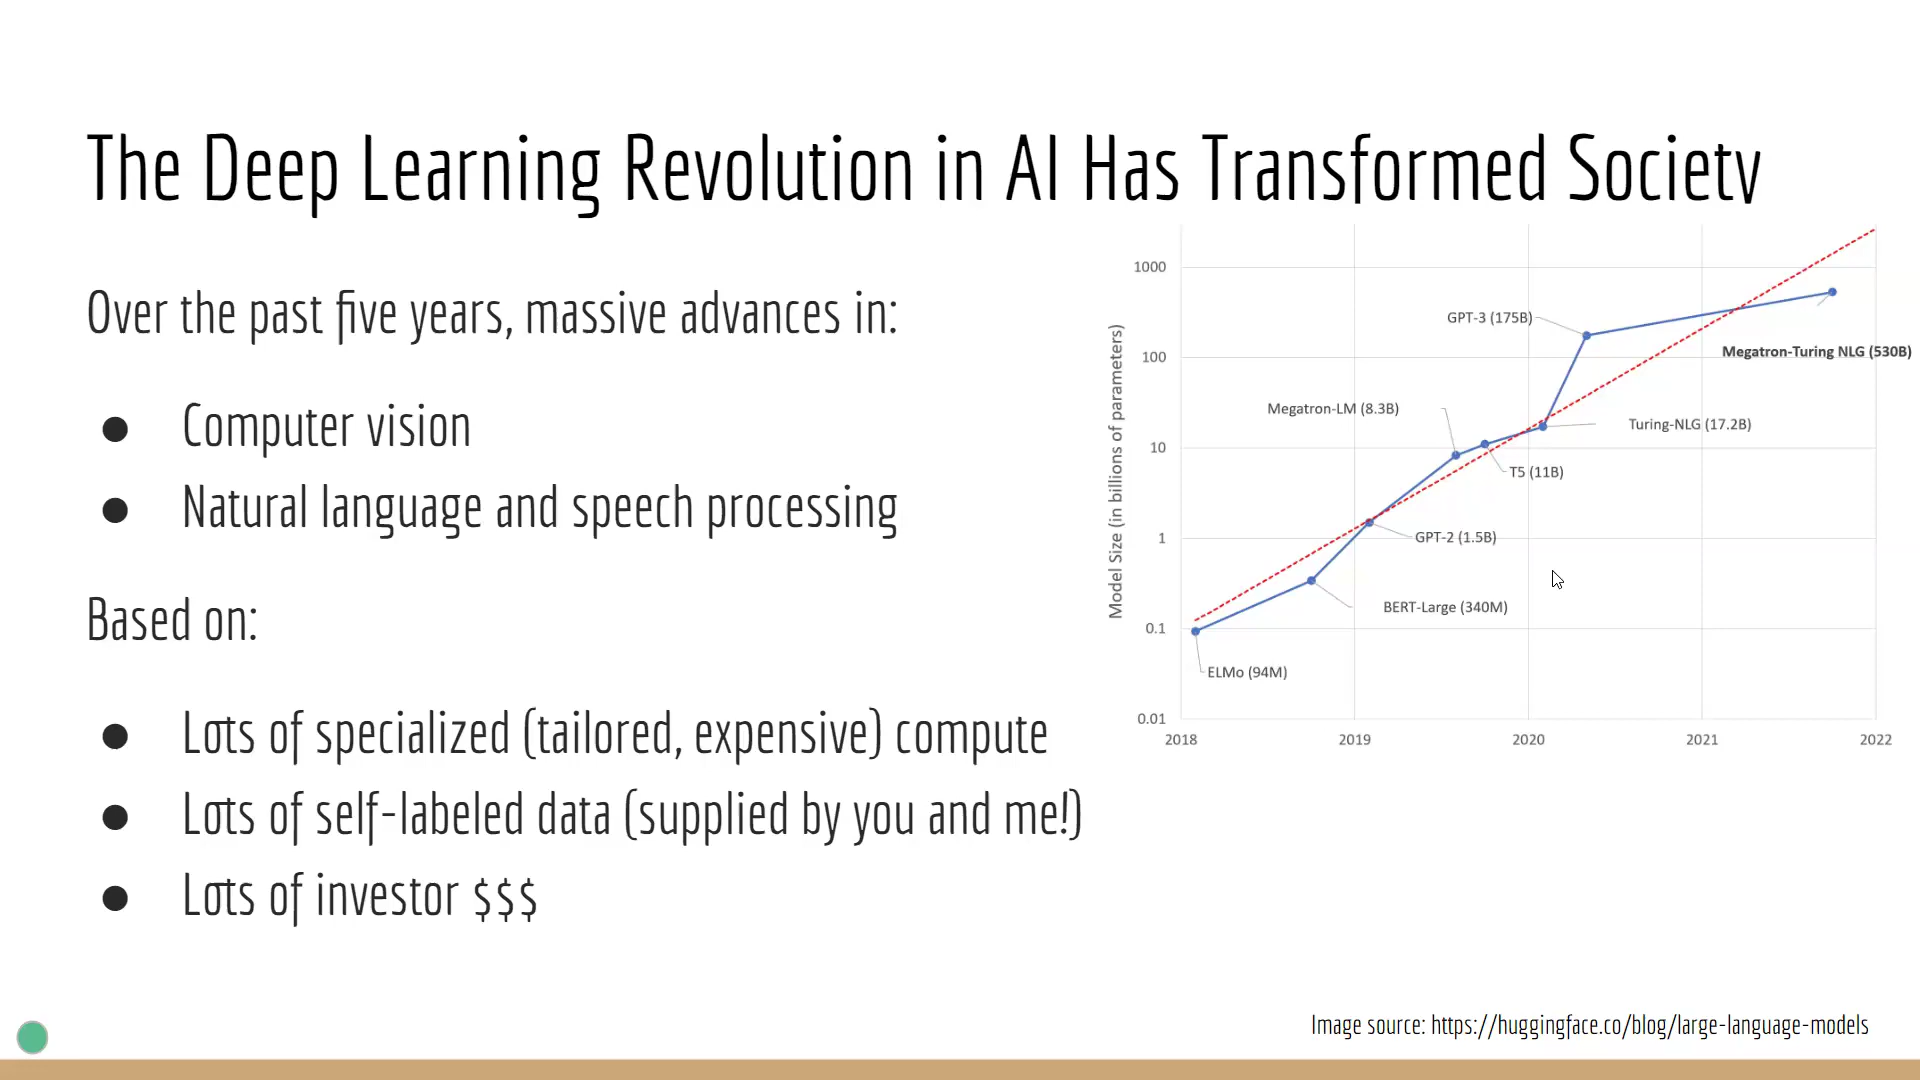 The Deep Learning Revolution in AI Has Transformed Society
Over the past five years, massive advances in:
● Computer vision
● Natural language and speech processing
Based on:
● Lots of specialized (tailored, expensive) compute
● Lots of self-labeled data (supplied by you and me!)
● Lots of investor $$$
Model Size (in billions of parameters)
1000
100
10
1
0.1
0.01
2018 2019 2020 2021 2022
GPT-3 (175B)
Megatron-Turing NLG (530B)
Megatron-LM (8.3B)
Turing-NLG (17.2B)
T5 (11B)
GPT-2 (1.5B)
BERT-Large (340M)
ELMo (94M)
Image source: https://huggingface.co/blog/large-language-models